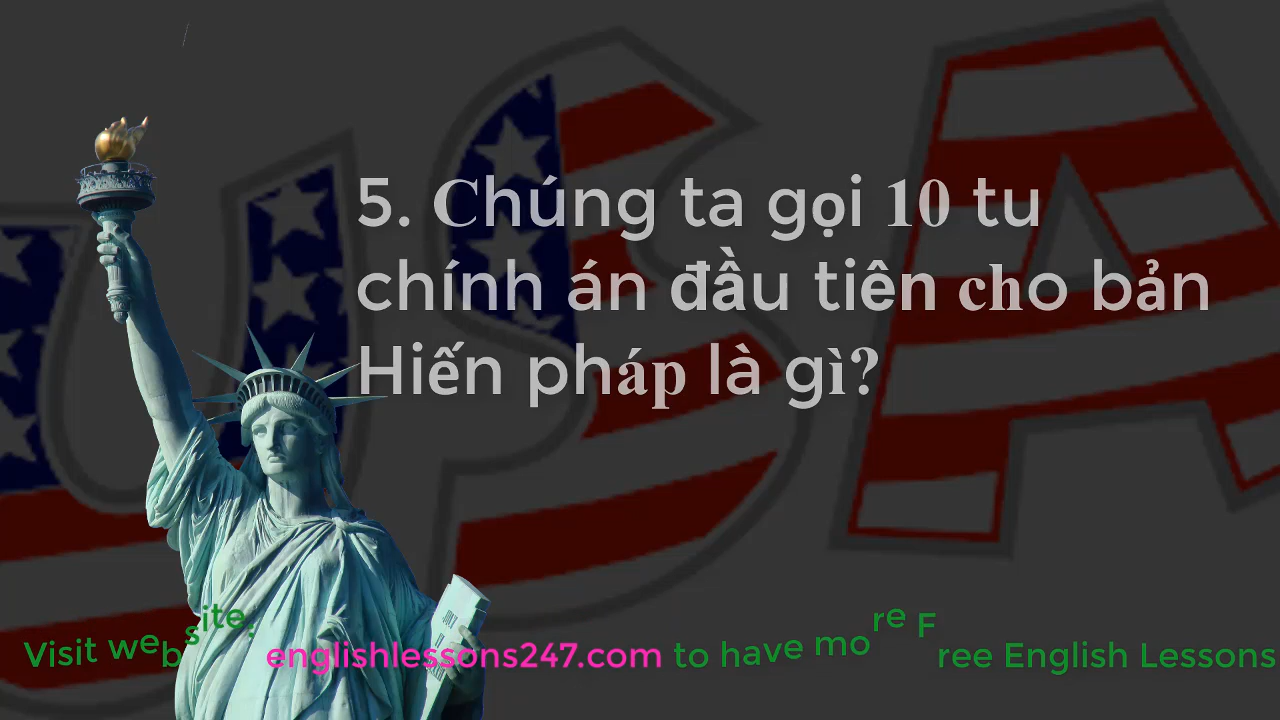 5. Chúng ta gọi 10 tu
chính án đầu tiên cho bản
Hiến pháp là gì?
Visit website: englishlessons247.com to have more Free English Lessons